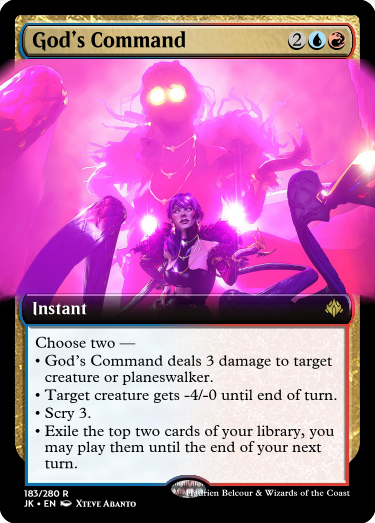 God's Command 2
Instant
Choose two —
• God's Command deals 3 damage to target
creature or planeswalker.
• Target creature gets -4/-0 until end of turn.
• Scry 3.
• Exile the top two cards of your library, you
may play them until the end of your next
turn.
183/280 R
JK • EN Xteve Abanto
Hadrien Belcour & Wizards of the Coast